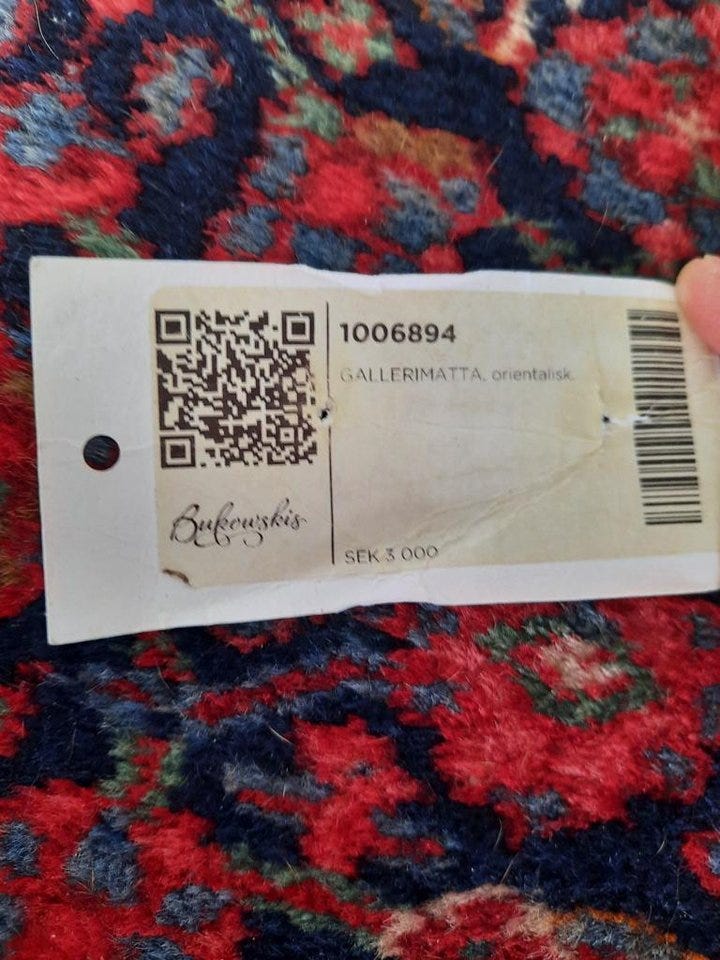 1006894
GALLERIMATTA, orientalisk.
Bukowskis
SEK 3 000